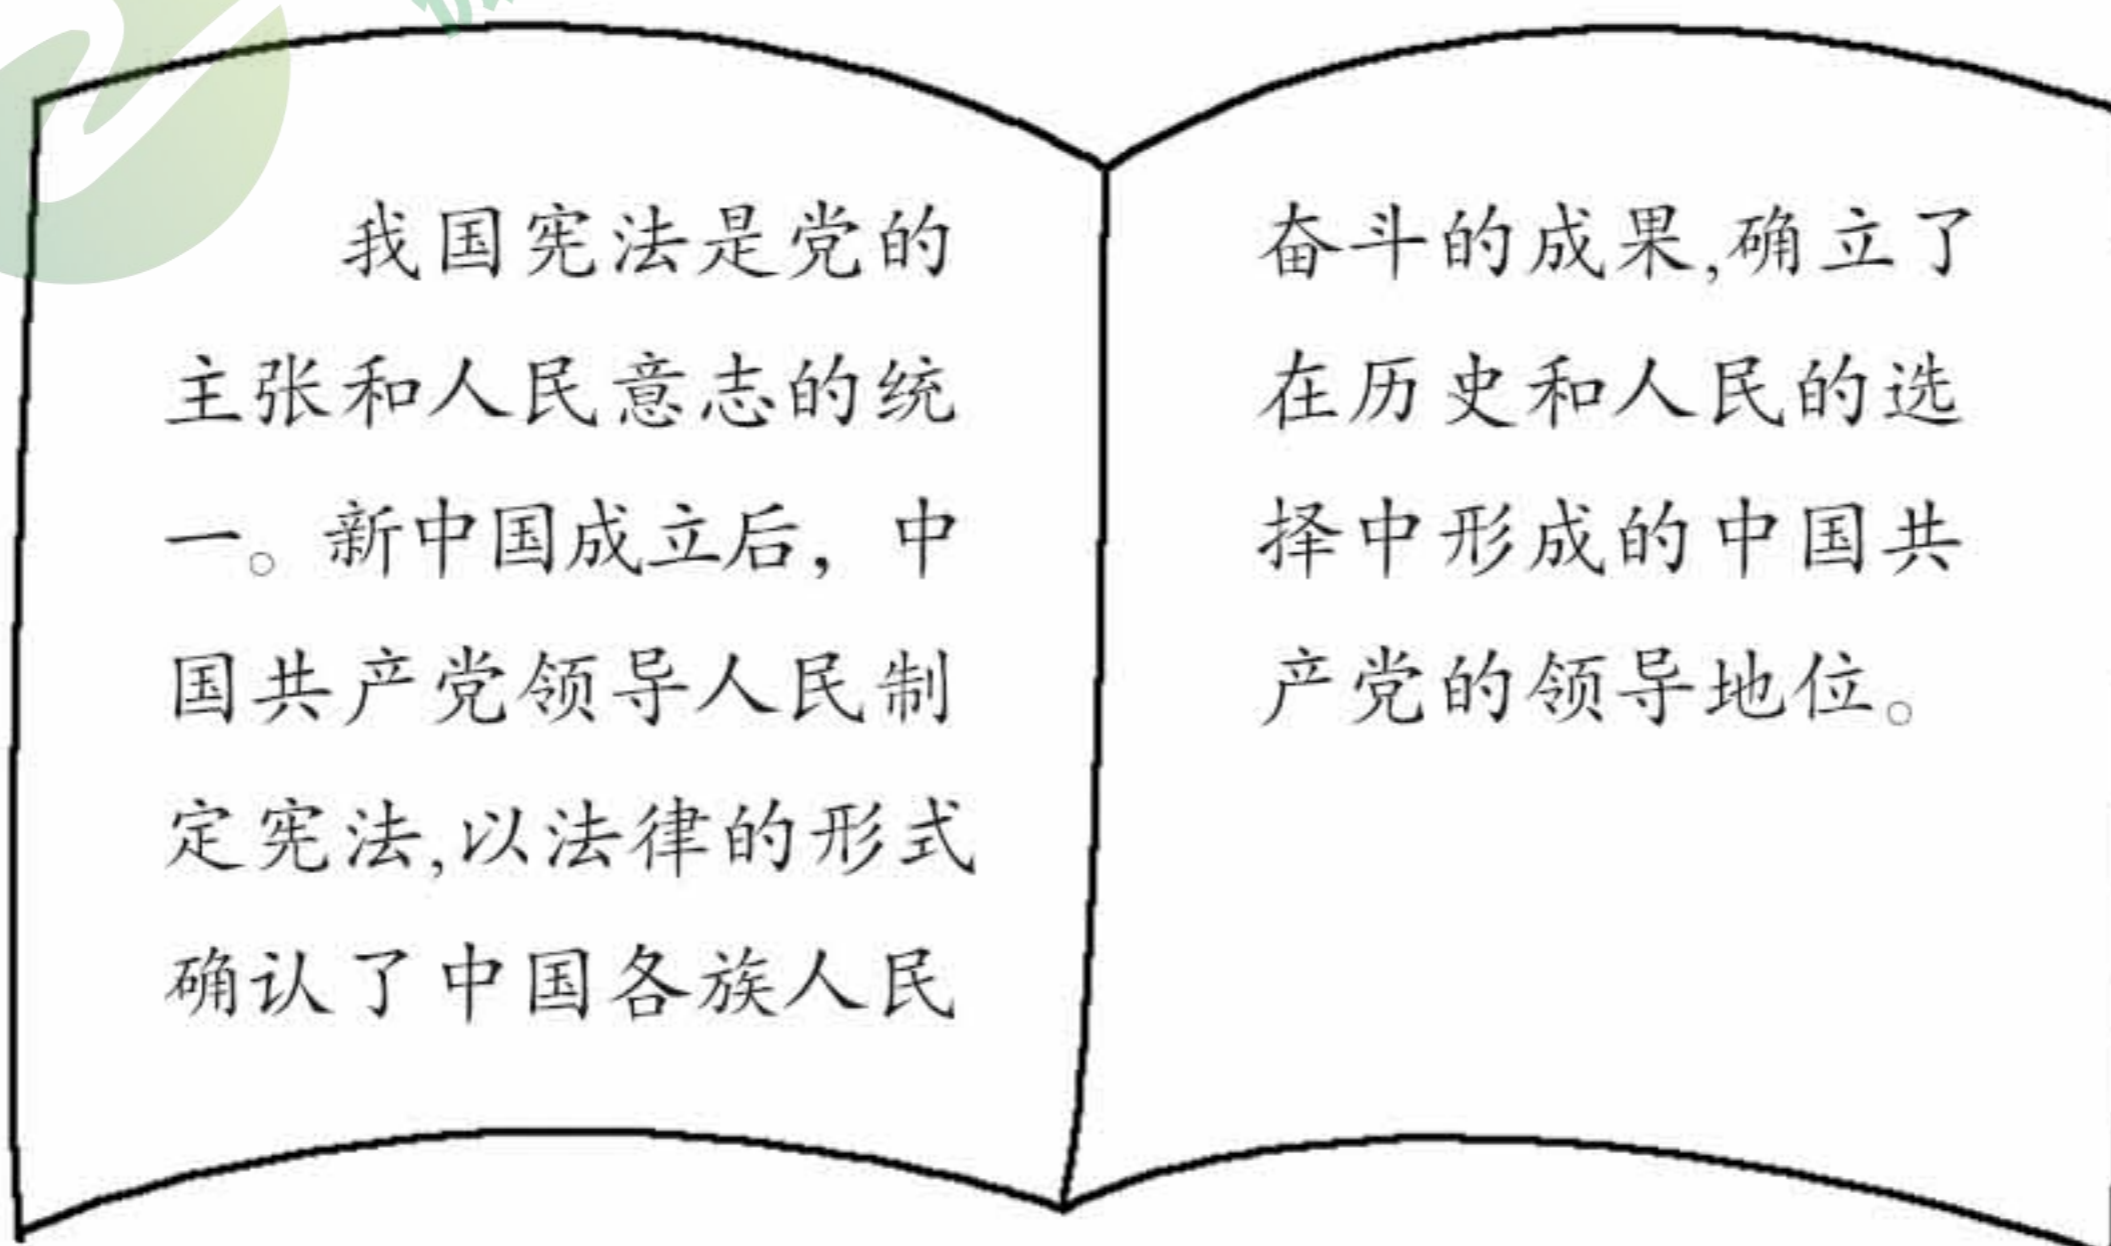 我国宪法是党的
主张和人民意志的统
一。新中国成立后，中
国共产党领导人民制
定宪法,以法律的形式
确认了中国各族人民
奋斗的成果,确立了
在历史和人民的选
择中形成的中国共
产党的领导地位。